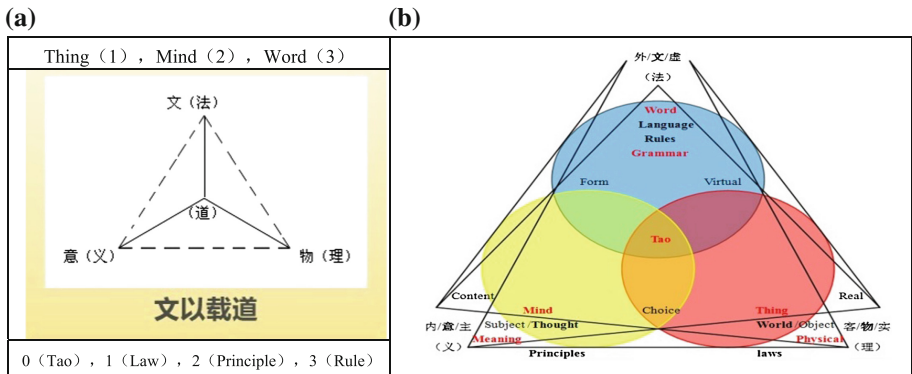 (a)
Thing（1），Mind（2），Word（3）
文（法）
（道）
意（义）
物（理）
文以载道
0（Tao），1（Law），2（Principle），3（Rule）
(b)
外/文/虚
（法）
Word
Language
Rules
Grammar
Form
Virtual
Tao
Content
Real
Mind
Choice
Thing
内/意/主
Subject/Thought
World/Object
客/物/实
（义）
Meaning
Physical
（理）
Principles
laws